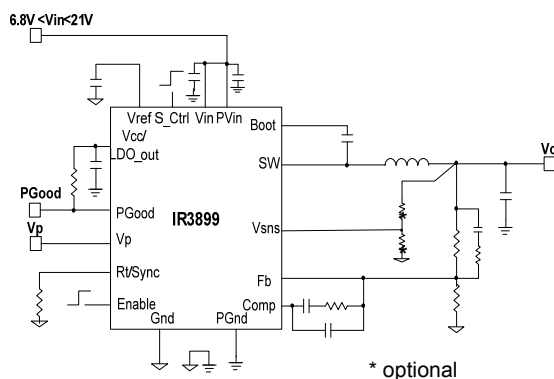 6.8V <Vin<21V
Vref S_Ctrl Vin PVin
Vcc/
LDO_out
Boot
SW
Vo
PGood
PGood
IR3899
Vp
Vp
Vsns
Rt/Sync
Fb
Enable
Comp
Gnd
PGnd
* optional